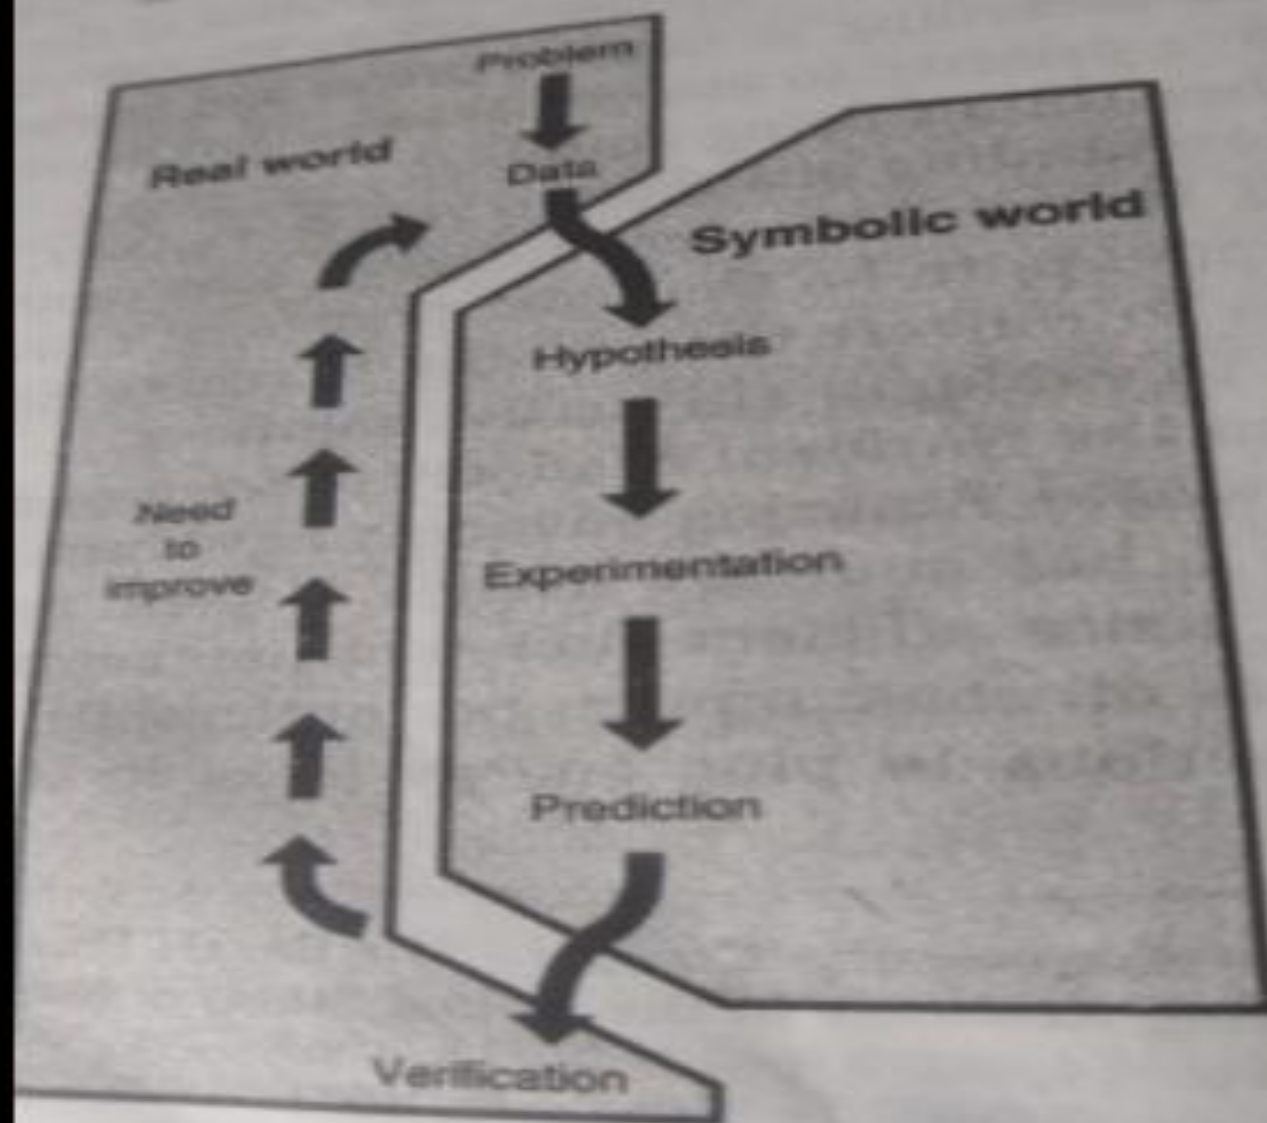 Problem
Real world
Data
Symbolic world
Hypothesis
Need
to
improve
Experimentation
Prediction
Verification